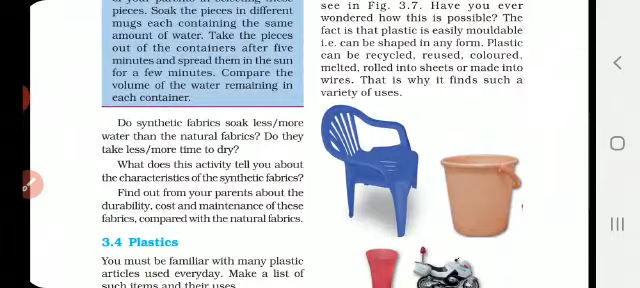 of your parents in selecting these
pieces. Soak the pieces in different
mugs each containing the same
amount of water. Take the pieces
out of the containers after five
minutes and spread them in the sun
for a few minutes. Compare the
volume of the water remaining in
each container.
Do synthetic fabrics soak less/more
water than the natural fabrics? Do they
take less/more time to dry?
What does this activity tell you about
the characteristics of the synthetic fabrics?
Find out from your parents about the
durability, cost and maintenance of these
fabrics, compared with the natural fabrics.
3.4 Plastics
You must be familiar with many plastic
articles used everyday. Make a list of
such items and their uses.
see in Fig. 3.7. Have you ever
wondered how this is possible? The
fact is that plastic is easily mouldable
i.e. can be shaped in any form. Plastic
can be recycled, reused, coloured,
melted, rolled into sheets or made into
wires. That is why it finds such a
variety of uses.